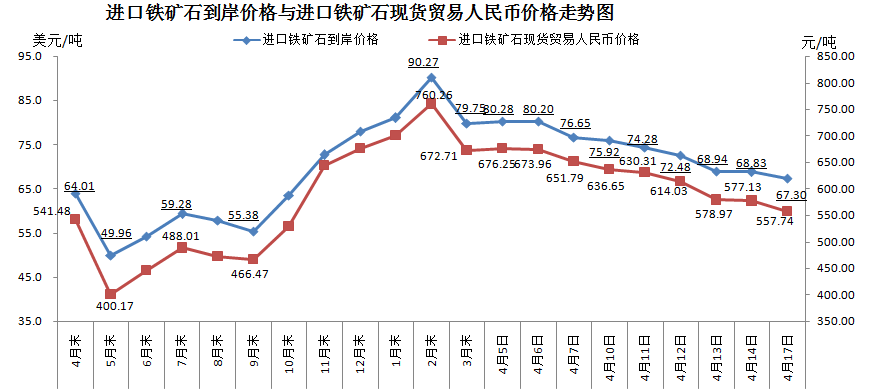 进口铁矿石到岸价格与进口铁矿石现货贸易人民币价格走势图
美元/吨
元/吨
进口铁矿石到岸价格
进口铁矿石现货贸易人民币价格
95.0
85.0
75.0
65.0
55.0
45.0
35.0
850.00
800.00
750.00
700.00
650.00
600.00
550.00
500.00
450.00
400.00
350.00
64.01
49.96
59.28
55.38
90.27
79.75
80.28
80.20
76.65
75.92
74.28
72.48
68.94
68.83
67.30
541.48
400.17
488.01
466.47
760.26
672.71
676.25
673.96
651.79
636.65
630.31
614.03
578.97
577.13
557.74
4月末
5月末
6月末
7月末
8月末
9月末
10月末
11月末
12月末
1月末
2月末
3月末
4月5日
4月6日
4月7日
4月10日
4月11日
4月12日
4月13日
4月14日
4月17日